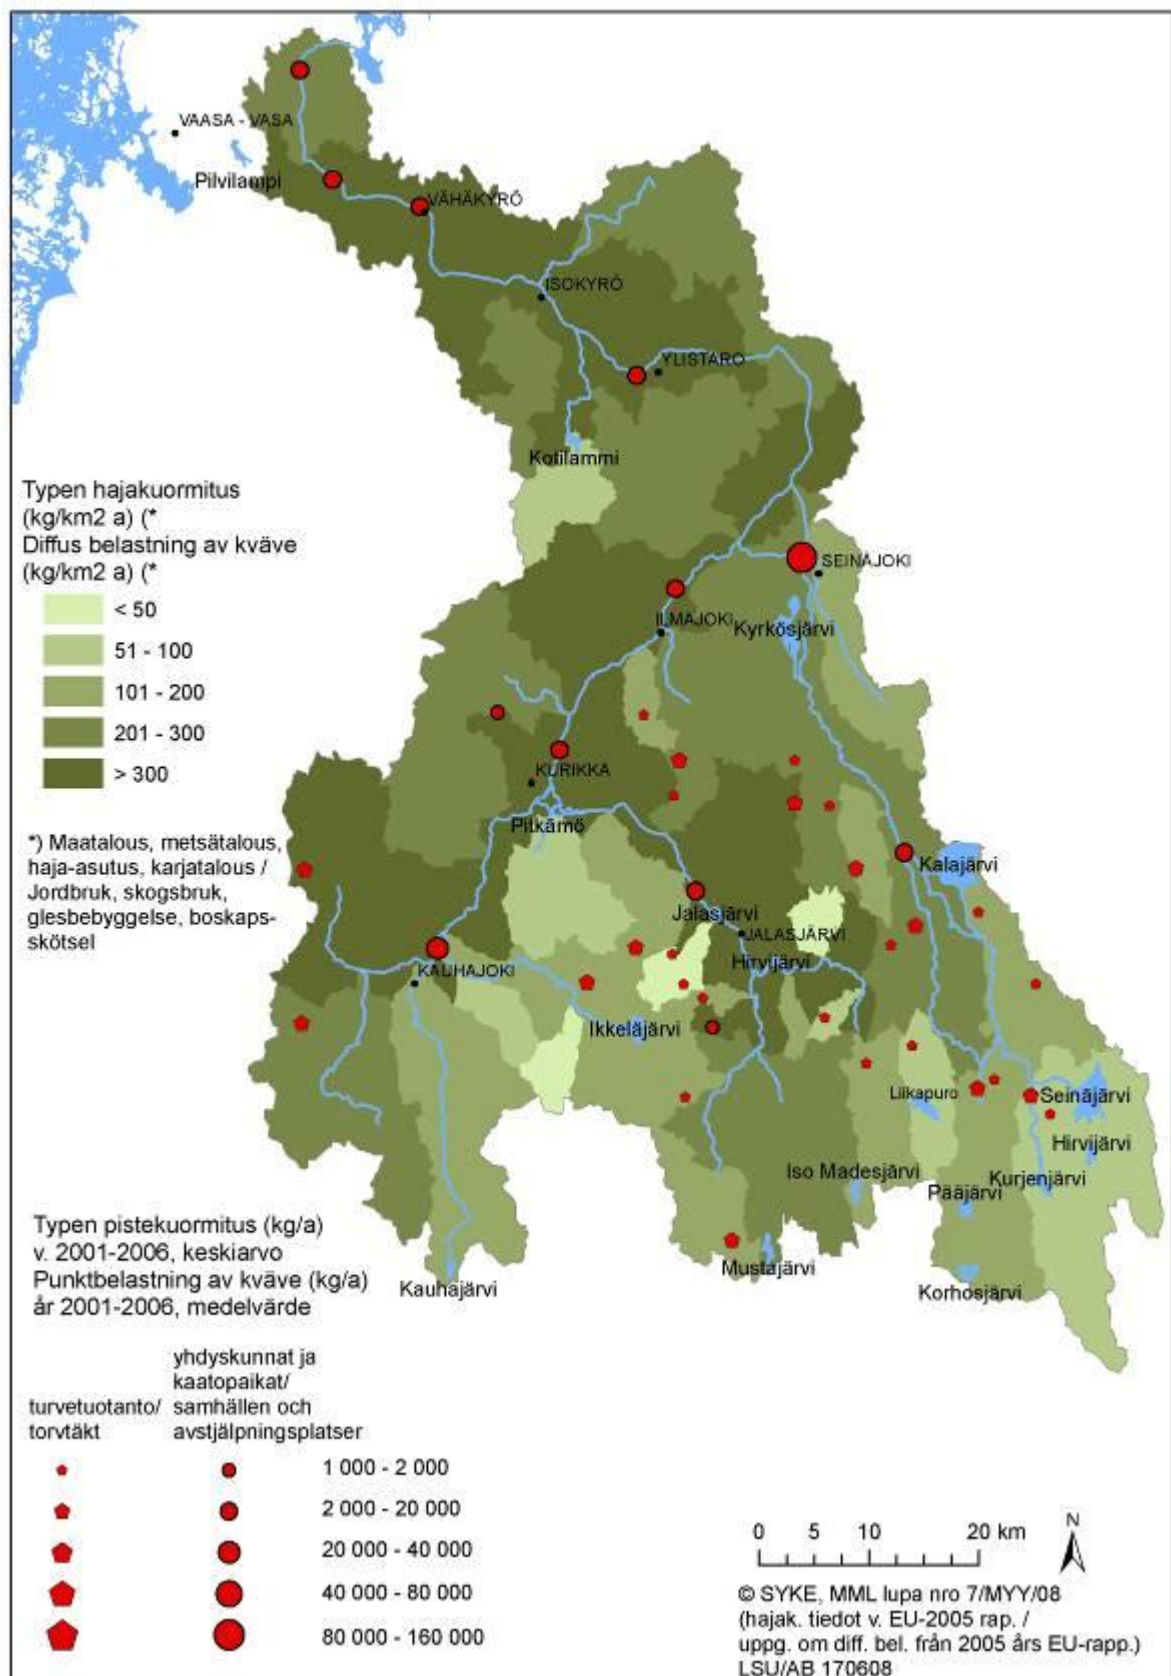 VAASA - VASA
Pilvilampi
VÄHÄKYRÖ
ISOKYRÖ
YLISTARO
Kotilammi
Typen hajakuormitus
(kg/km2 a) (*
Diffus belastning av kväve
(kg/km2 a) (*
< 50
51 - 100
101 - 200
201 - 300
> 300
SEINÄJOKI
ILMAJOKI
Kyrkösjärvi
KURIKKA
Pitkämö
*) Maatalous, metsätalous,
haja-asutus, karjatalous /
Jordbruk, skogsbruk,
glesbebyggelse, boskaps-
skötsel
Kalajärvi
Jalasjärvi
JALASJÄRVI
Hirvijärvi
KAUHAJOKI
Ikkeläjärvi
Liikapuro
Seinäjärvi
Hirvijärvi
Iso Madesjärvi
Kurjenjärvi
Pääjärvi
Mustajärvi
Kauhajärvi
Korhosjärvi
Typen pistekuormitus (kg/a)
v. 2001-2006, keskiarvo
Punktbelastning av kväve (kg/a)
år 2001-2006, medelvärde
turvetuotanto/
torvtäkt
yhdyskunnat ja
kaatopaikat/
samhällen och
avstjälpningsplatser
1 000 - 2 000
2 000 - 20 000
20 000 - 40 000
40 000 - 80 000
80 000 - 160 000
0 5 10 20 km
N
© SYKE, MML lupa nro 7/MYY/08
(hajak. tiedot v. EU-2005 rap. /
uppg. om diff. bel. från 2005 års EU-rapp.)
LSU/AB 170608